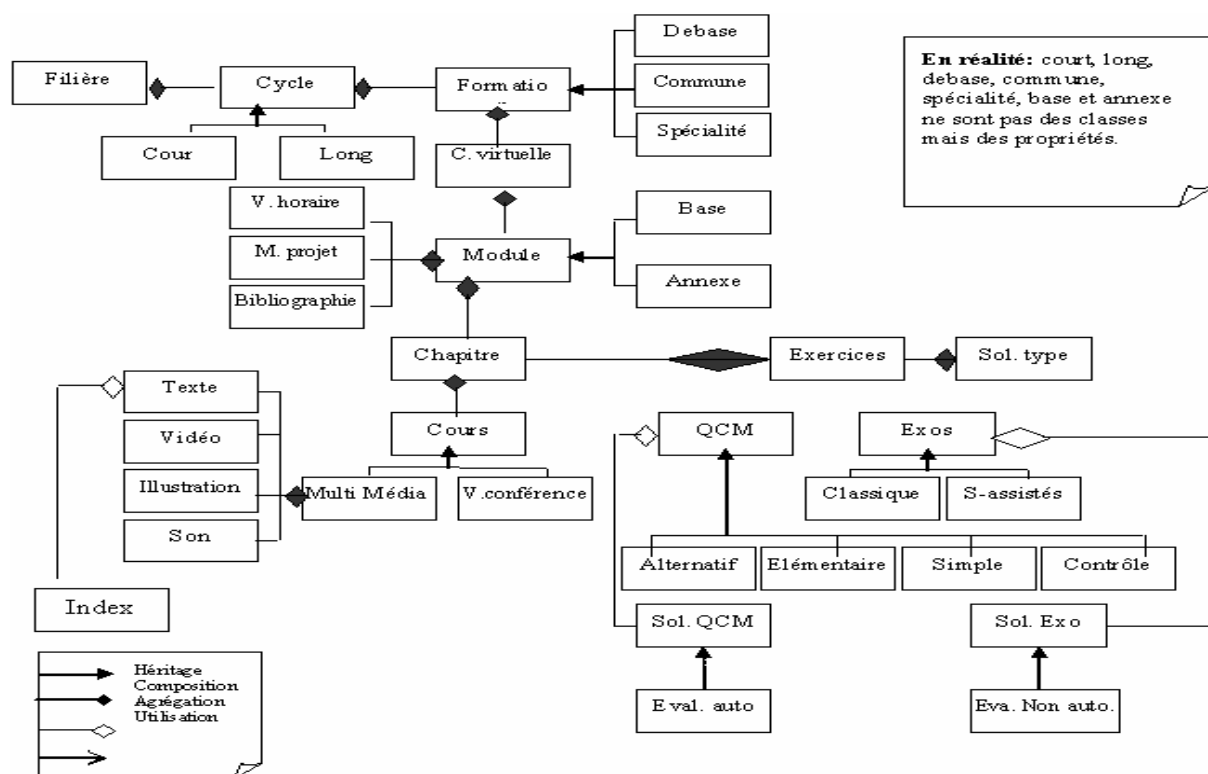 Debase
Filière
Cycle
Formatio
Commune
Spécialité
En réalité: court, long,
debase, commune,
spécialité, base et annexe
ne sont pas des classes
mais des propriétés.
Cour
Long
C. virtuelle
V. horaire
M. projet
Bibliographie
Module
Base
Annexe
Chapitre
Exercices
Sol. type
Texte
Vidéo
Illustration
Son
Cours
Multi Média
V.conférence
QCM
Exos
Classique
S-assistés
Alternatif
Elémentaire
Simple
Contrôle
Index
Sol. QCM
Sol. Exo
Eval. auto
Eva. Non auto.
Héritage
Composition
Agrégation
Utilisation